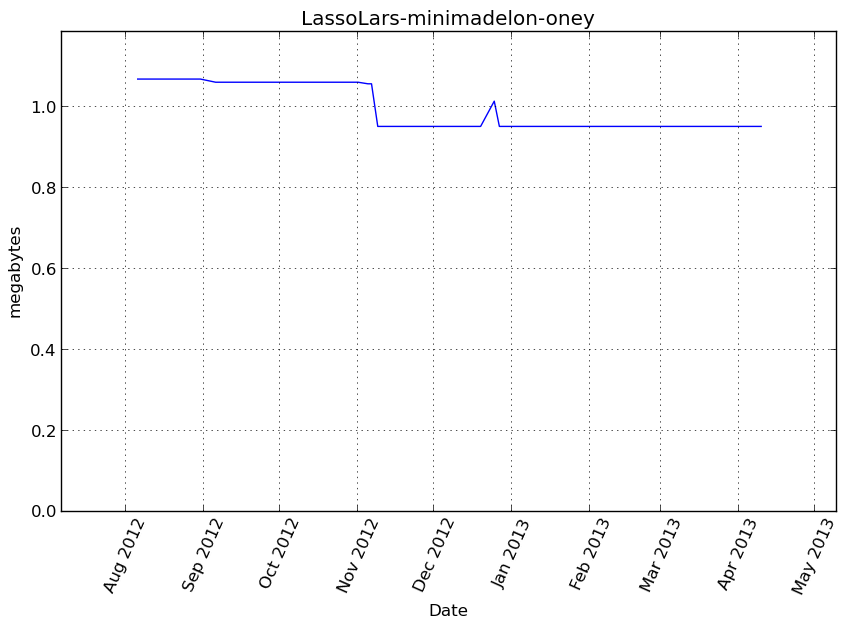 LassoLars-minimadelon-oney
1.0
0.8
0.6
0.4
0.2
0.0
megabytes
Aug 2012
Sep 2012
Oct 2012
Nov 2012
Dec 2012
Jan 2013
Feb 2013
Mar 2013
Apr 2013
May 2013
Date